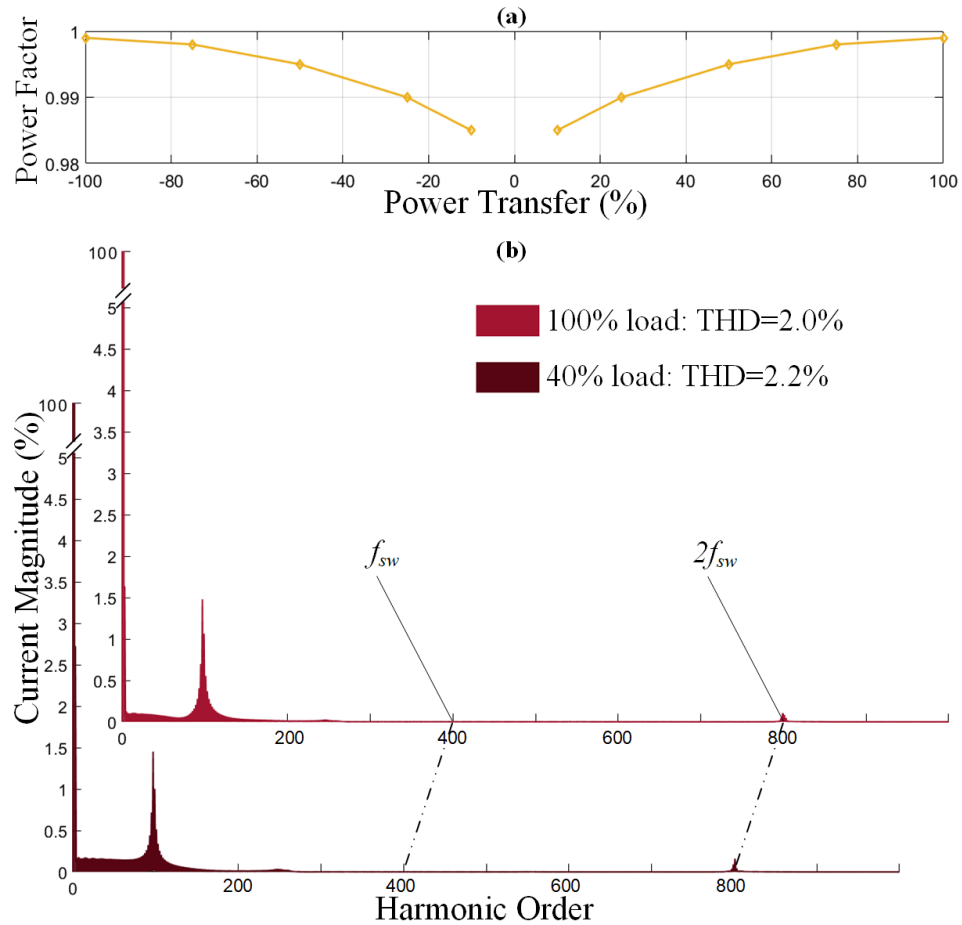 (a)
Power Factor
1
0.99
0.98
-100 -80 -60 -40 -20 0 20 40 60 80 100
Power Transfer (%)
(b)
100
5
4.5
4
3.5
3
2.5
2
1.5
1
0.5
0
100% load: THD=2.0%
40% load: THD=2.2%
fsw
2fsw
0 200 400 600 800
Current Magnitude (%)
100
5
4.5
4
3.5
3
2.5
2
1.5
1
0.5
0
0 200 400 600 800
Harmonic Order